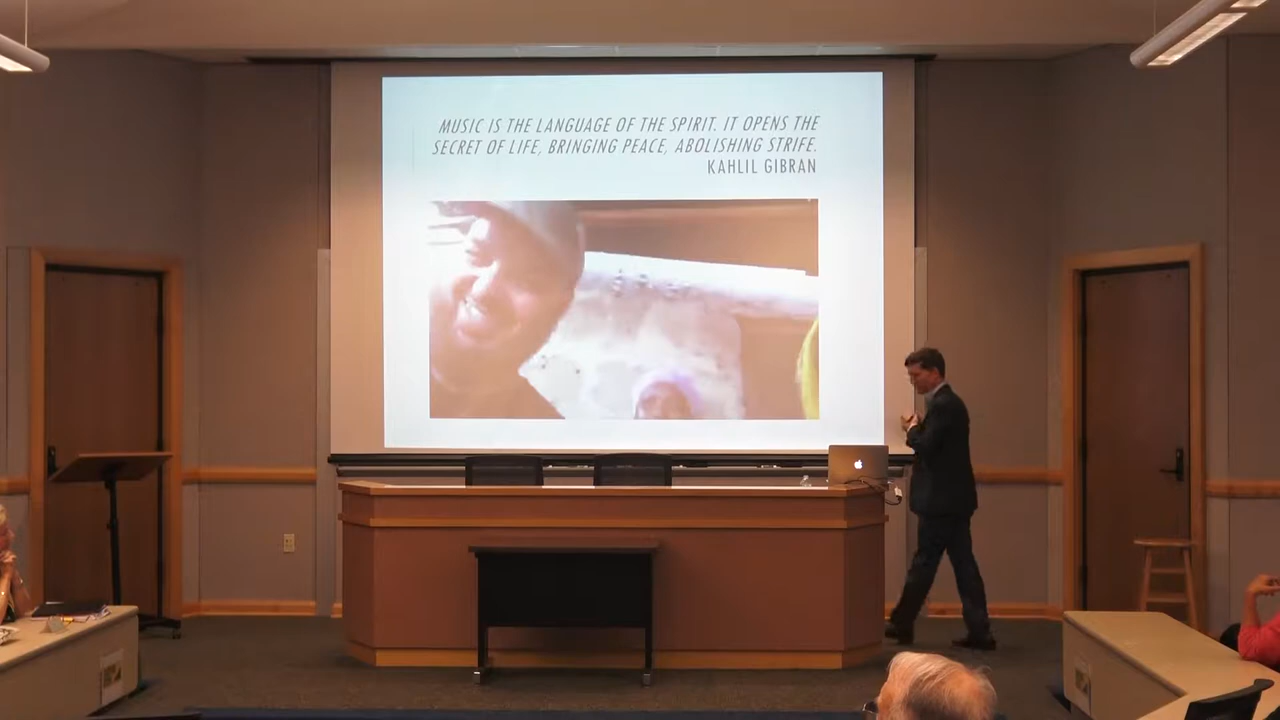 MUSIC IS THE LANGUAGE OF THE SPIRIT. IT OPENS THE
SECRET OF LIFE, BRINGING PEACE, ABOLISHING STRIFE.
KAHLIL GIBRAN